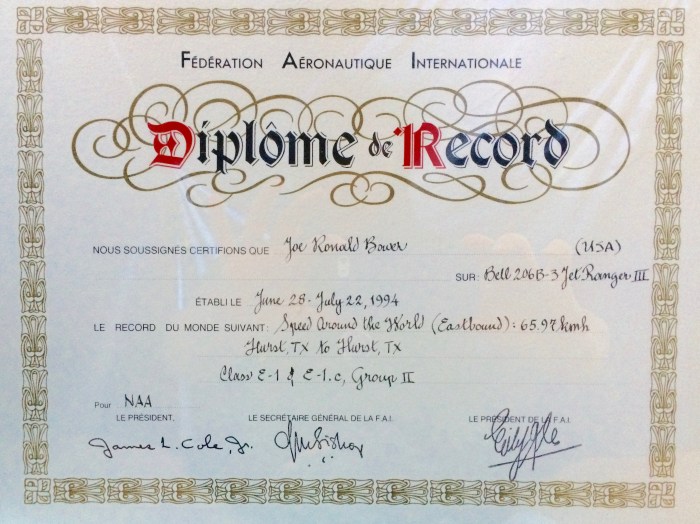 FÉDÉRATION AÉRONAUTIQUE INTERNATIONALE
Diplôme de Record
NOUS SOUSSIGNÉS CERTIFIONS QUE Joe Ronald Bower (USA)
SUR: Bell 206B-3 Jet Ranger III
ÉTABLI LE June 28-July 22, 1994
LE RECORD DU MONDE SUIVANT: Speed Around the World (Eastbound): 65.97 kmh
Hurst, TX to Hurst, TX
Class E-1 & E-1.c, Group II
Pour NAA
LE PRÉSIDENT, LE SECRÉTAIRE GÉNÉRAL DE LA F.A.I. LE PRÉSIDENT DE LA F.A.I.
James L. Cole, Jr.